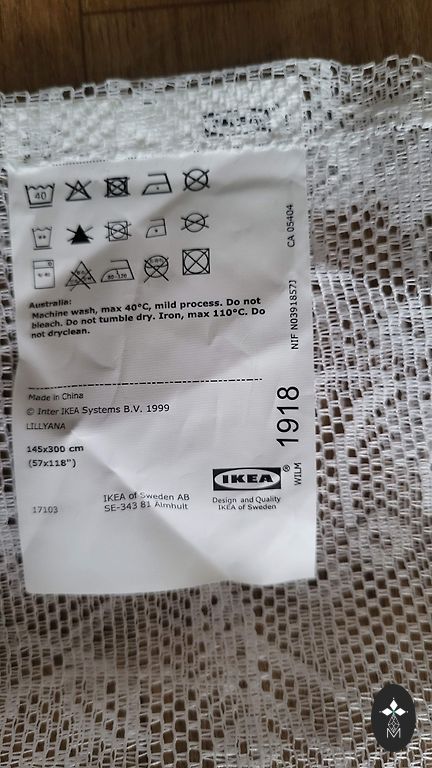 40
Australia:
Machine wash, max 40°C, mild process. Do not
bleach. Do not tumble dry. Iron, max 110°C. Do
not dryclean.
Made in China
© Inter IKEA Systems B.V. 1999
LILLYANA
145x300 cm
(57x118")
17103
IKEA of Sweden AB
SE-343 81 Älmhult
IKEA®
Design and Quality
IKEA of Sweden
1918
WILM
NIF N0391857J
CA 05404
M